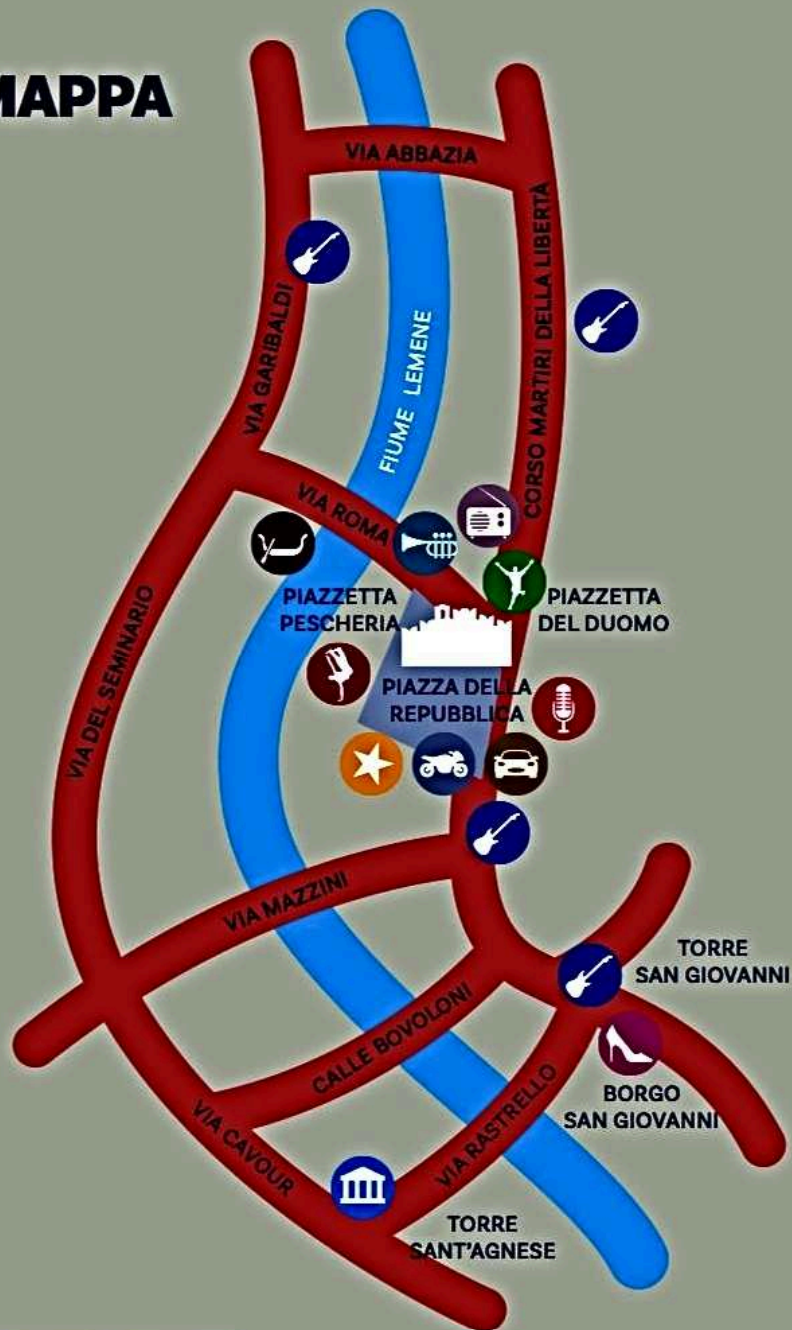 MAPPA
VIA ABBAZIA
CORSO MARTIRI DELLA LIBERTÀ
VIA GARIBALDI
FIUME LEMENE
VIA ROMA
PIAZZETTA
PESCHERIA
PIAZZETTA
DEL DUOMO
VIA DEL SEMINARIO
PIAZZA DELLA
REPUBBLICA
VIA MAZZINI
TORRE
SAN GIOVANNI
CALLE BOVOLONI
VIA RASTRELLO
BORGO
SAN GIOVANNI
VIA CAVOUR
TORRE
SANT'AGNESE